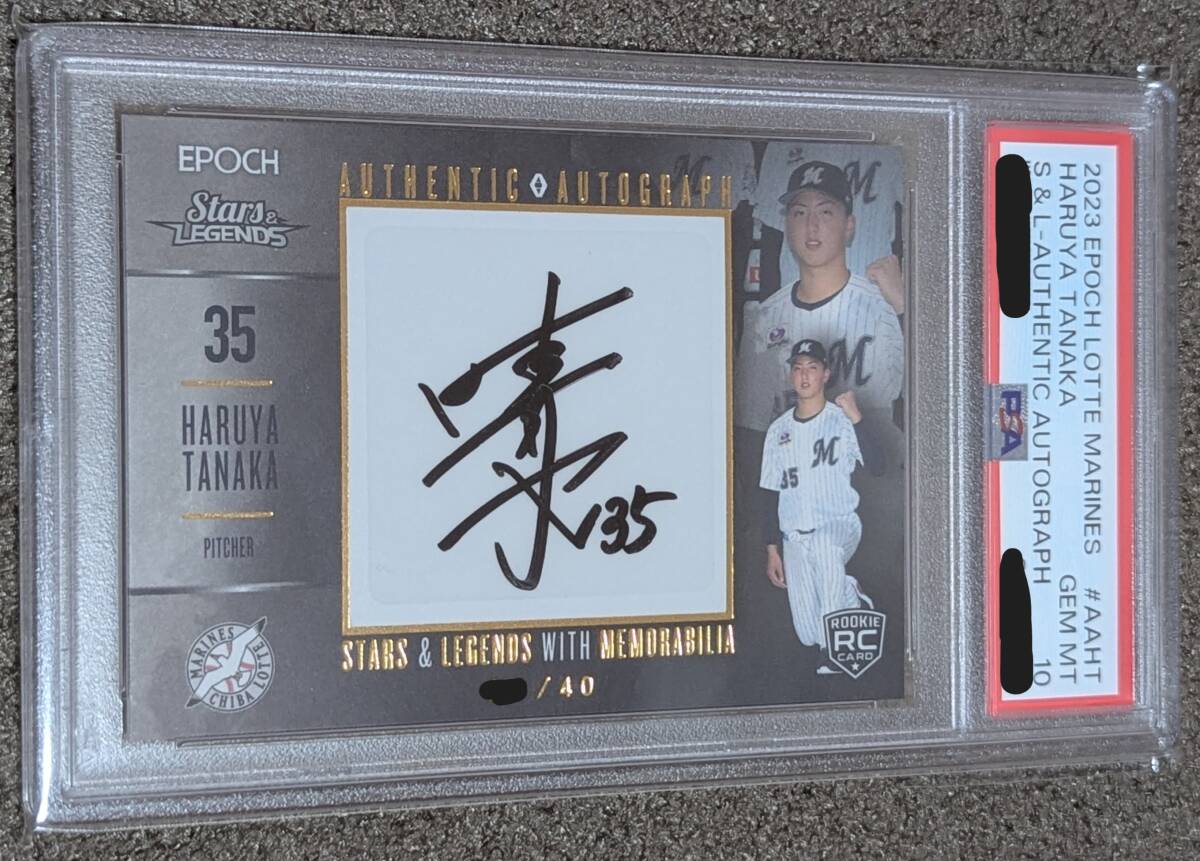 EPOCH
Stars &
LEGENDS
35
HARUYA
TANAKA
PITCHER
MARINES
CHIBA LOTTE
AUTHENTIC AUTOGRAPH
35
STARS & LEGENDS WITH MEMORABILIA
/40
M
M
M
M
35
ROOKIE
RC
CARD
2023 EPOCH LOTTE MARINES #AAHT
HARUYA TANAKA GEM MT
S & L-AUTHENTIC AUTOGRAPH 10
PSA